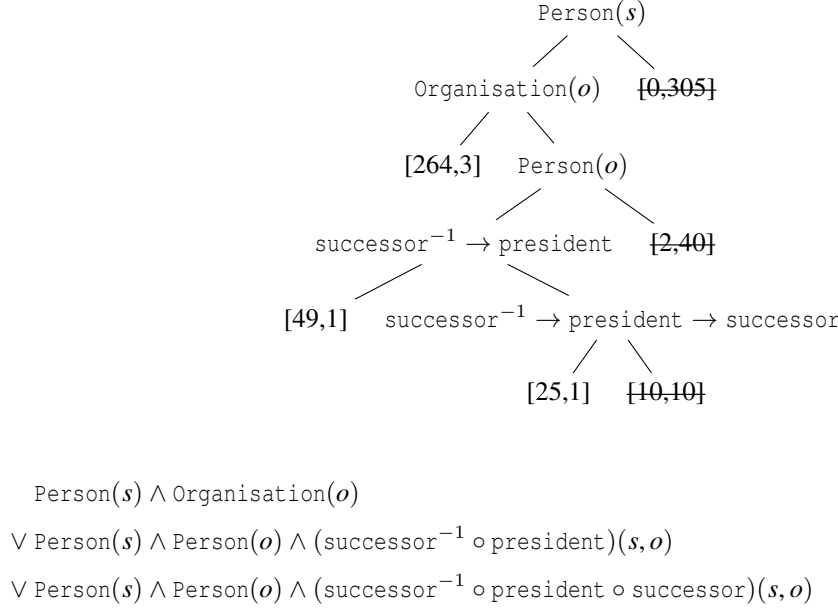 Person(s)
Organisation(o) [0,305]
[264,3] Person(o)
successor⁻¹ → president [2,40]
[49,1] successor⁻¹ → president → successor
[25,1] [10,10]
Person(s) ∧ Organisation(o)
∨ Person(s) ∧ Person(o) ∧ (successor⁻¹ ∘ president)(s, o)
∨ Person(s) ∧ Person(o) ∧ (successor⁻¹ ∘ president ∘ successor)(s, o)